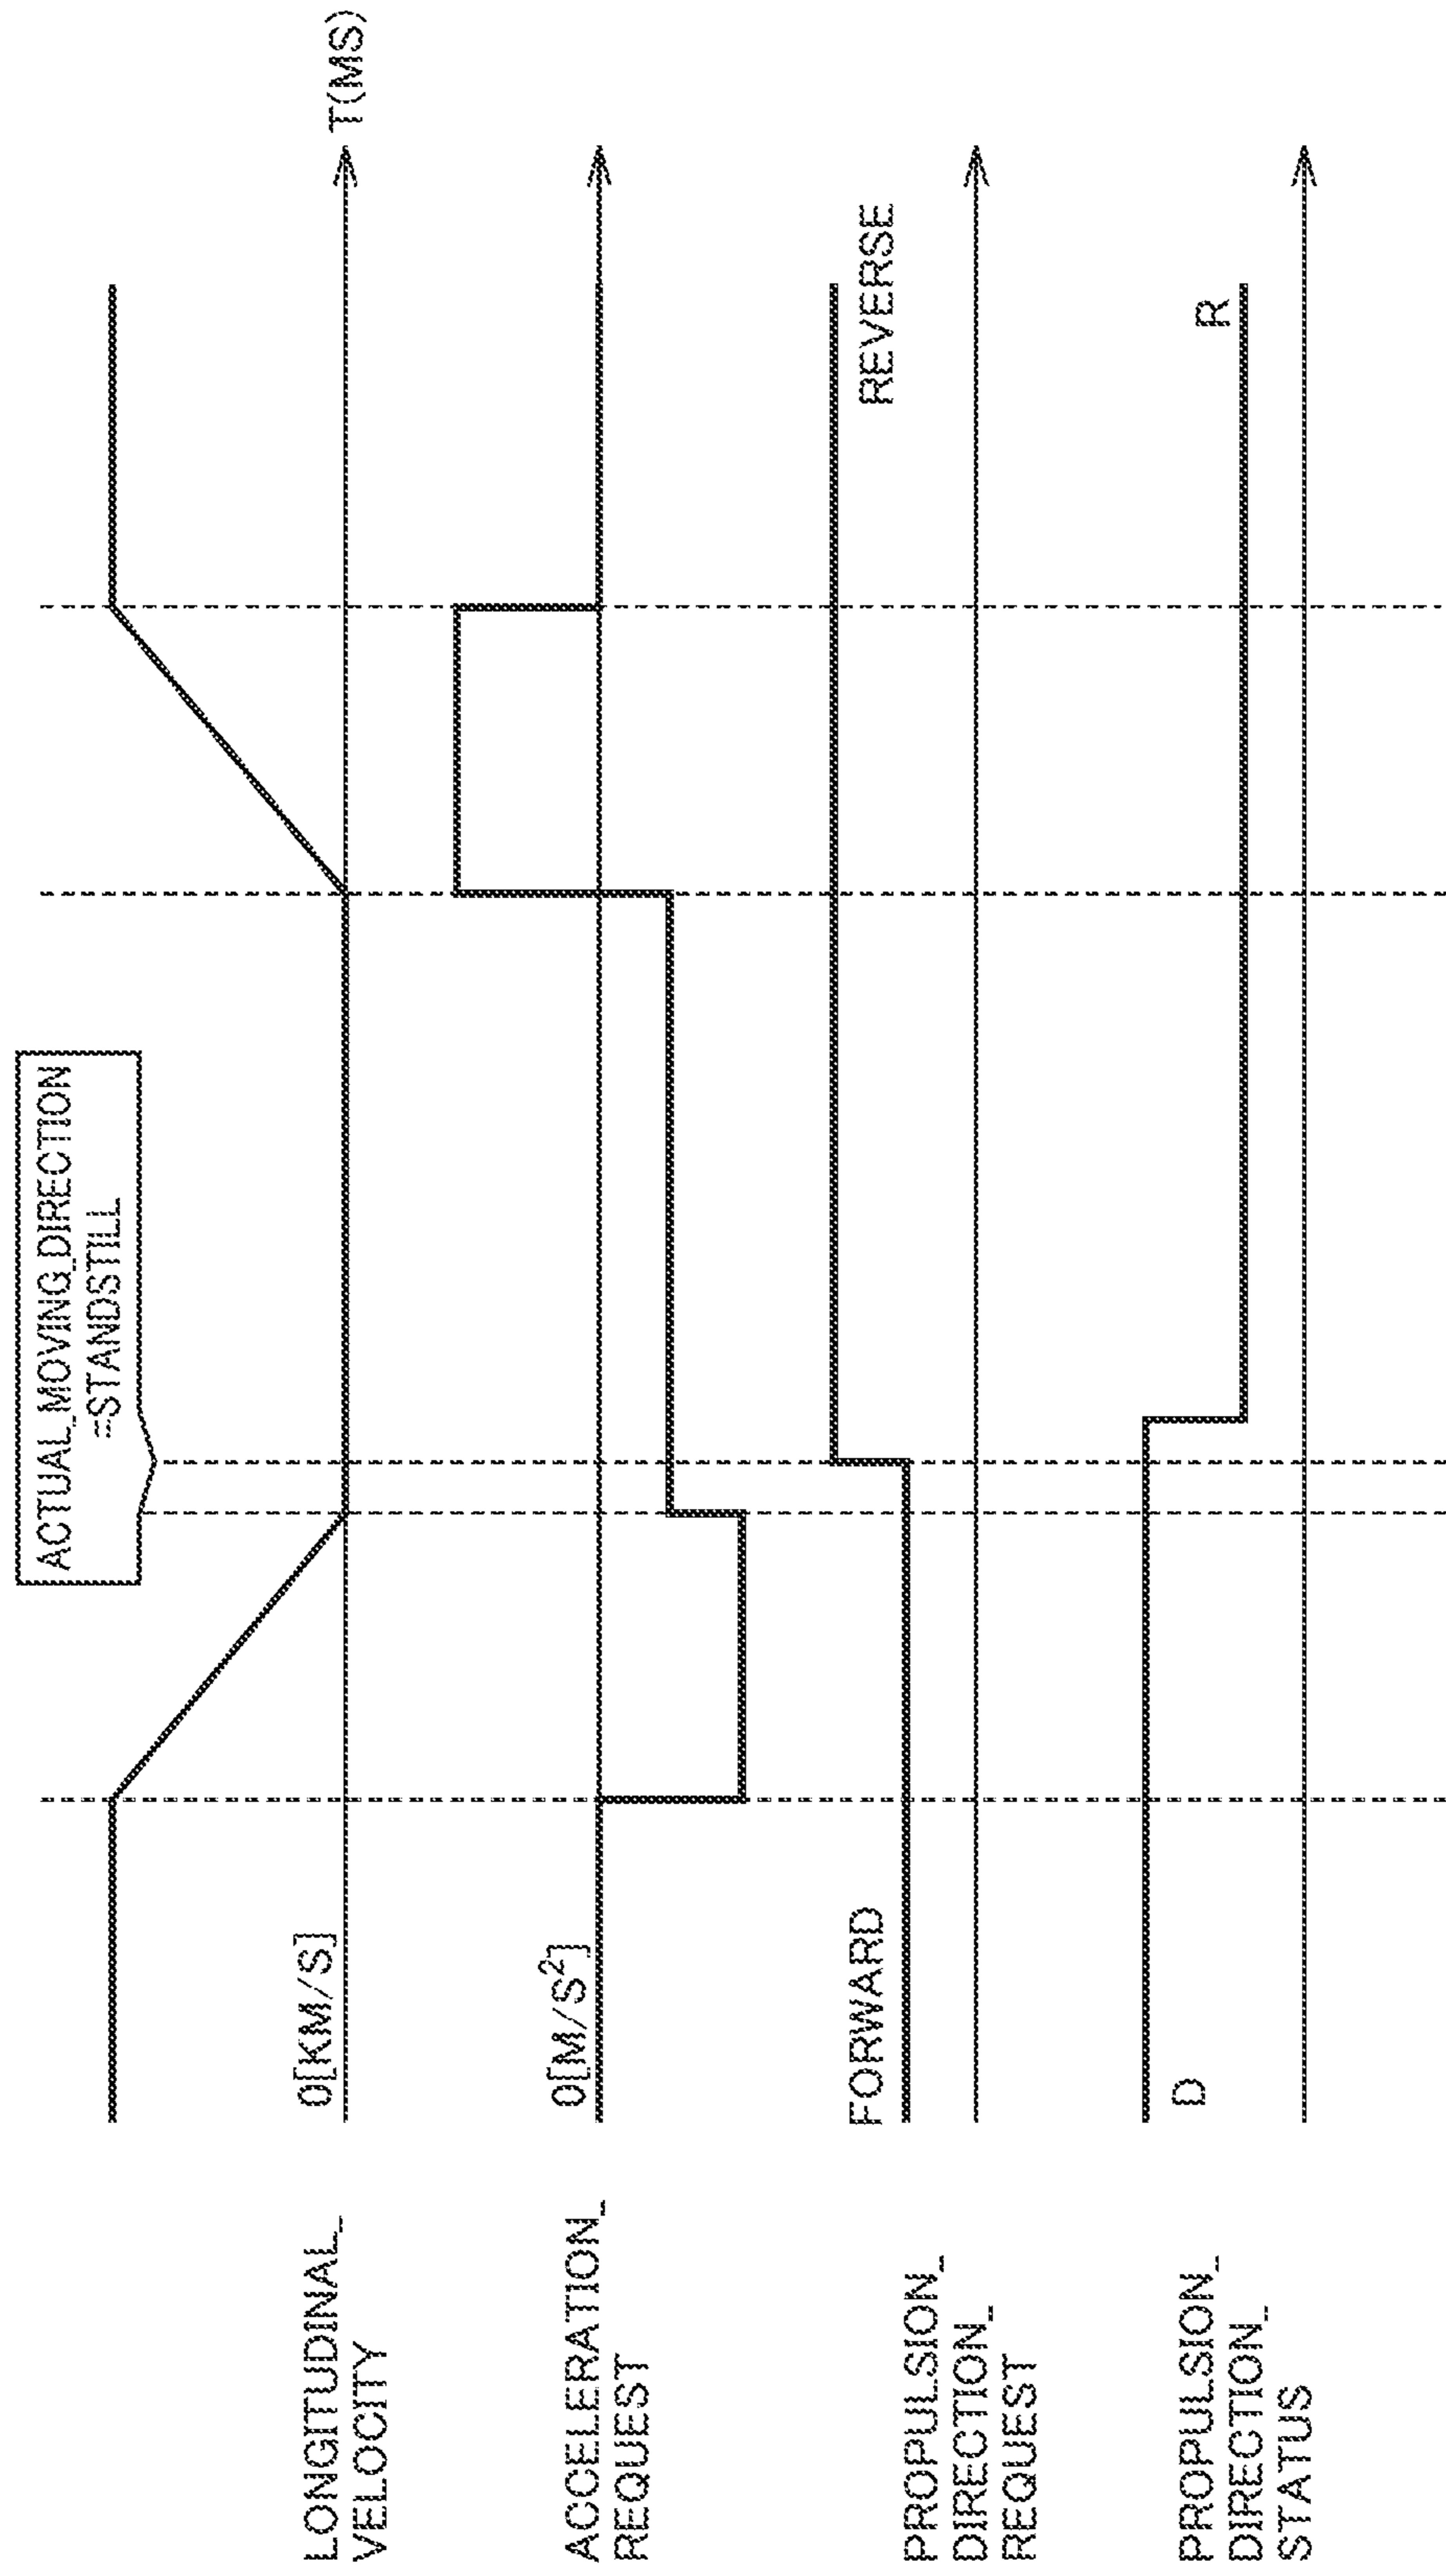 ACTUAL_MOVING_DIRECTION
=STANDSTILL
LONGITUDINAL_
VELOCITY
0[KM/S]
T(MS)
ACCELERATION_
REQUEST
0[M/S²]
PROPULSION_
DIRECTION_
REQUEST
FORWARD
REVERSE
PROPULSION_
DIRECTION_
STATUS
D
R